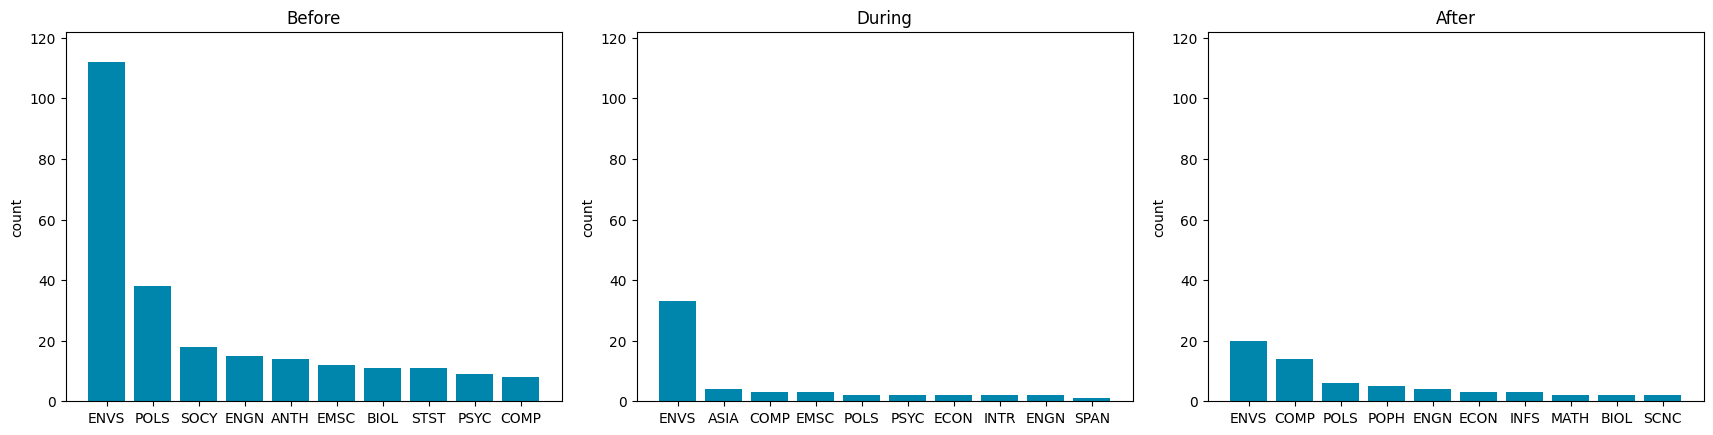 Before
120
100
80
60
40
20
0
count
ENVS POLS SOCY ENGN ANTH EMSC BIOL STST PSYC COMP
During
120
100
80
60
40
20
0
count
ENVS ASIA COMP EMSC POLS PSYC ECON INTR ENGN SPAN
After
120
100
80
60
40
20
0
count
ENVS COMP POLS POPH ENGN ECON INFS MATH BIOL SCNC